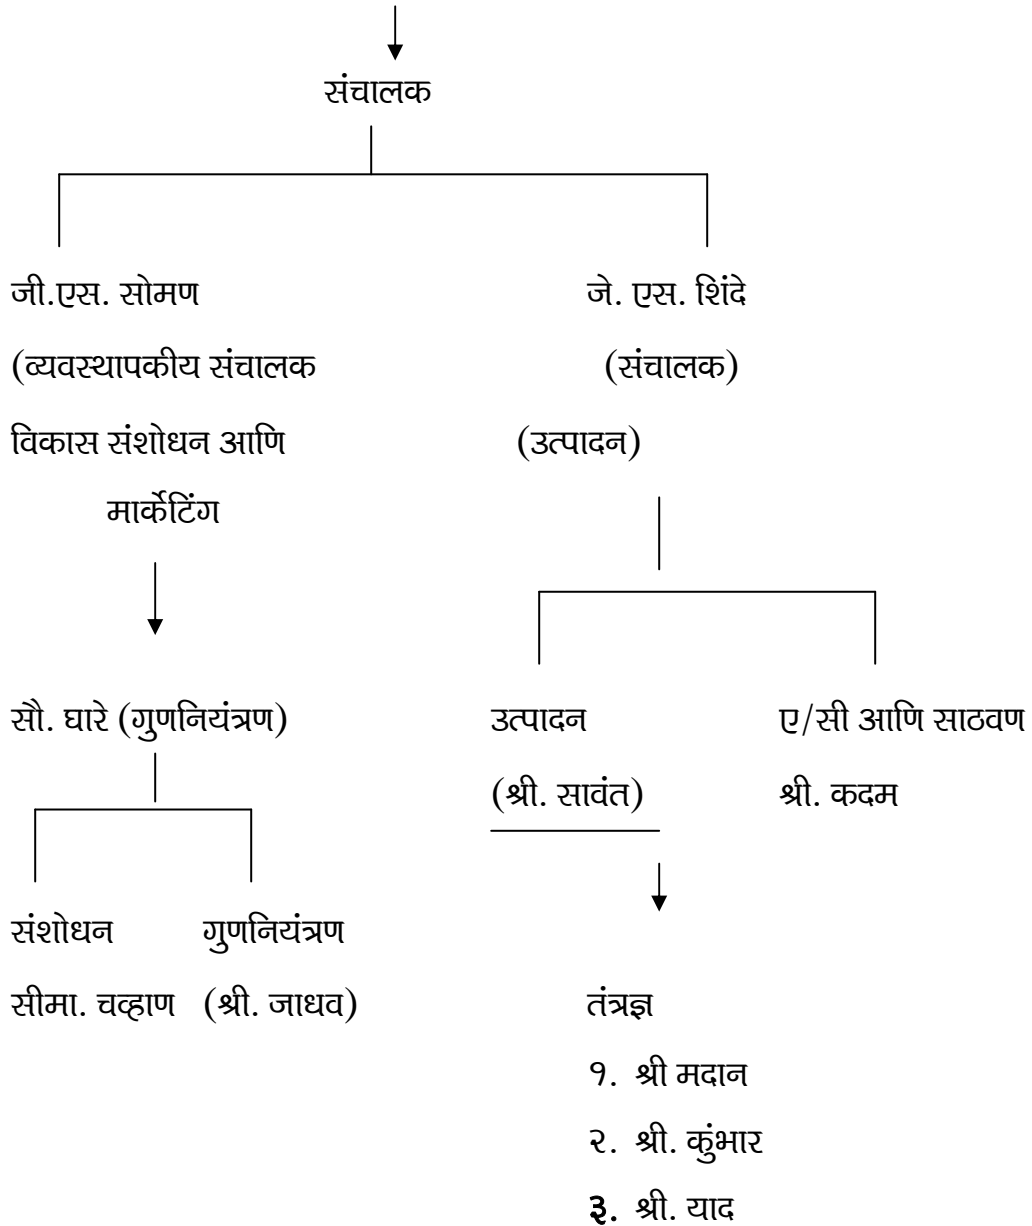 संचालक
जी.एस. सोमण जे. एस. शिंदे
(व्यवस्थापकीय संचालक (संचालक)
विकास संशोधन आणि (उत्पादन)
मार्केटिंग
सौ. घारे (गुणनियंत्रण) उत्पादन ए/सी आणि साठवण
(श्री. सावंत) श्री. कदम
संशोधन गुणनियंत्रण
सीमा. चव्हाण (श्री. जाधव) तंत्रज्ञ
१. श्री मदान
२. श्री. कुंभार
३. श्री. याद